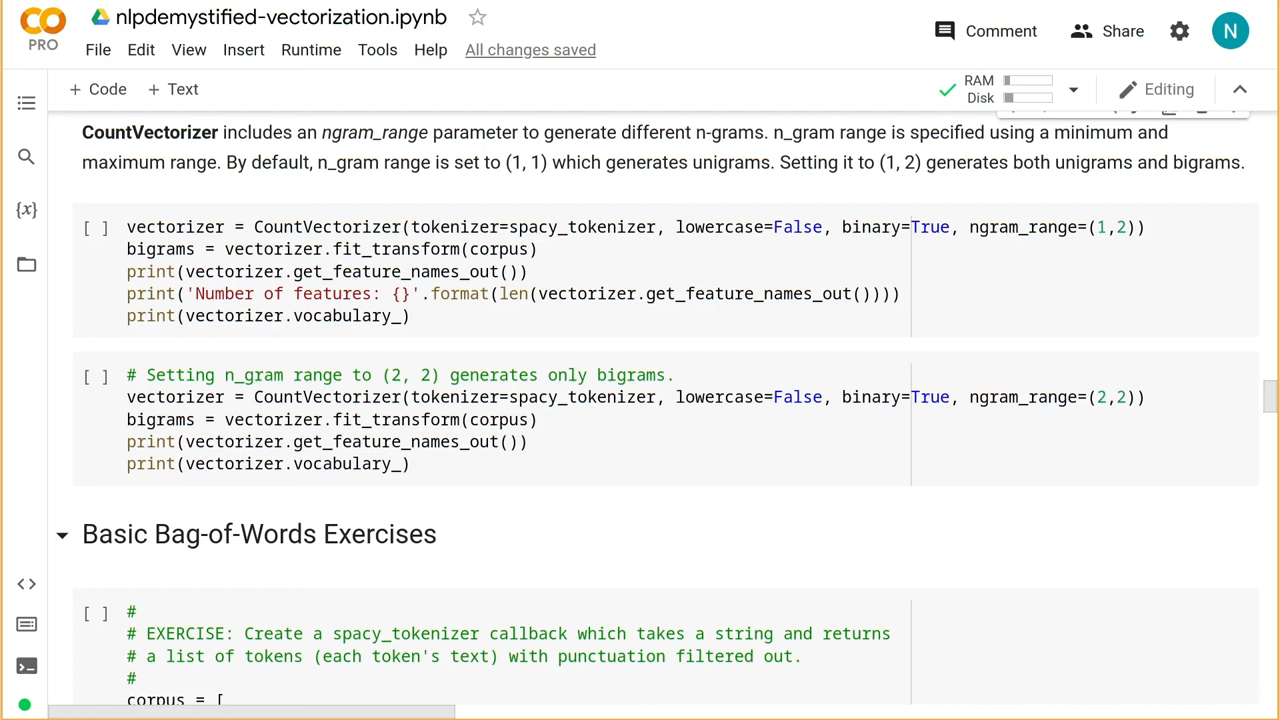 nlpdemystified-vectorization.ipynb
PRO
File Edit View Insert Runtime Tools Help All changes saved
Comment Share N
+ Code + Text
RAM
Disk
Editing
CountVectorizer includes an ngram_range parameter to generate different n-grams. n_gram range is specified using a minimum and
maximum range. By default, n_gram range is set to (1, 1) which generates unigrams. Setting it to (1, 2) generates both unigrams and bigrams.
[ ] vectorizer = CountVectorizer(tokenizer=spacy_tokenizer, lowercase=False, binary=True, ngram_range=(1,2))
bigrams = vectorizer.fit_transform(corpus)
print(vectorizer.get_feature_names_out())
print('Number of features: {}'.format(len(vectorizer.get_feature_names_out())))
print(vectorizer.vocabulary_)
[ ] # Setting n_gram range to (2, 2) generates only bigrams.
vectorizer = CountVectorizer(tokenizer=spacy_tokenizer, lowercase=False, binary=True, ngram_range=(2,2))
bigrams = vectorizer.fit_transform(corpus)
print(vectorizer.get_feature_names_out())
print(vectorizer.vocabulary_)
Basic Bag-of-Words Exercises
[ ] #
# EXERCISE: Create a spacy_tokenizer callback which takes a string and returns
# a list of tokens (each token's text) with punctuation filtered out.
#
corpus = [